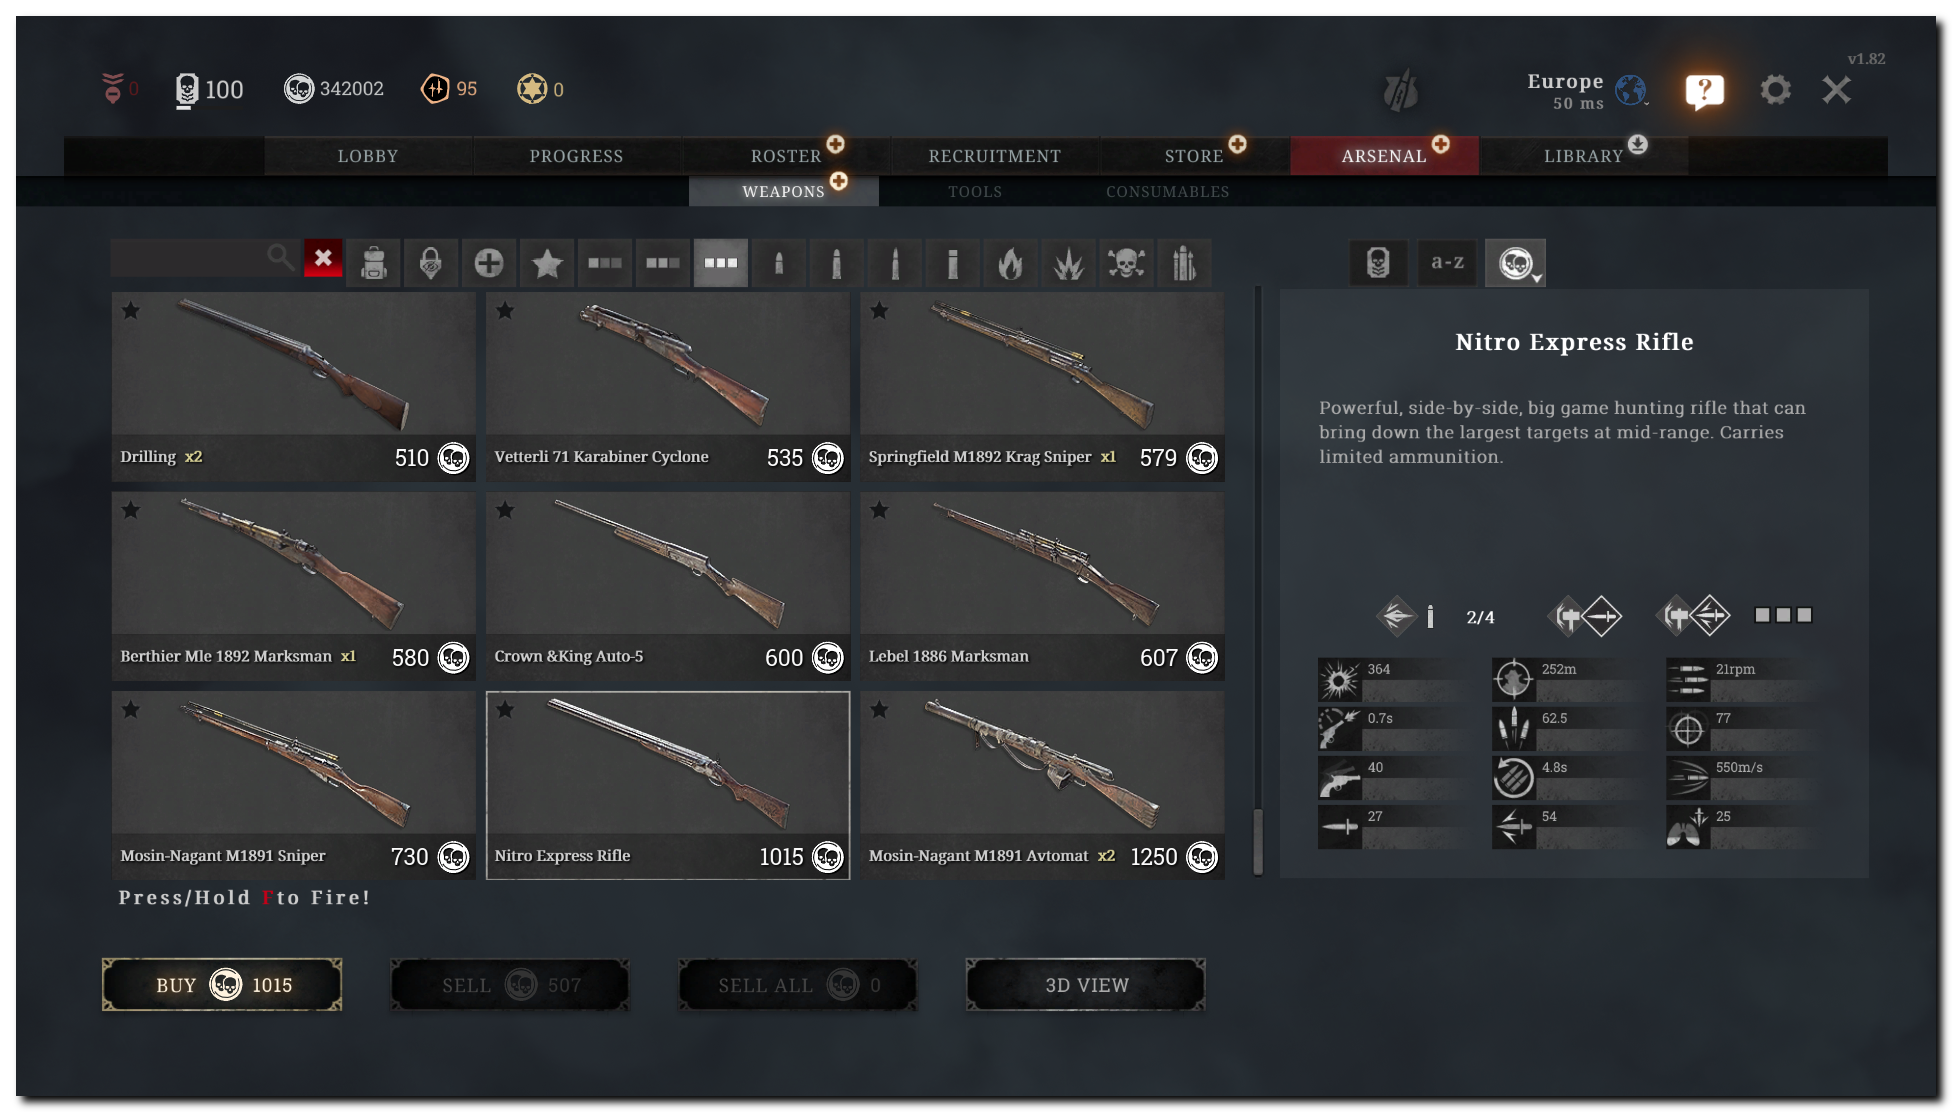 v1.82
0
100
342002
95
0
Europe
50 ms
?
LOBBY
PROGRESS
ROSTER
RECRUITMENT
STORE
ARSENAL
LIBRARY
WEAPONS
TOOLS
CONSUMABLES
a-z
Drilling x2 510
Vetterli 71 Karabiner Cyclone 535
Springfield M1892 Krag Sniper x1 579
Berthier Mle 1892 Marksman x1 580
Crown &King Auto-5 600
Lebel 1886 Marksman 607
Mosin-Nagant M1891 Sniper 730
Nitro Express Rifle 1015
Mosin-Nagant M1891 Avtomat x2 1250
Press/Hold F to Fire!
BUY 1015
SELL 507
SELL ALL 0
3D VIEW
Nitro Express Rifle
Powerful, side-by-side, big game hunting rifle that can
bring down the largest targets at mid-range. Carries
limited ammunition.
2/4
364
252m
21rpm
0.7s
62.5
77
40
4.8s
550m/s
27
54
25